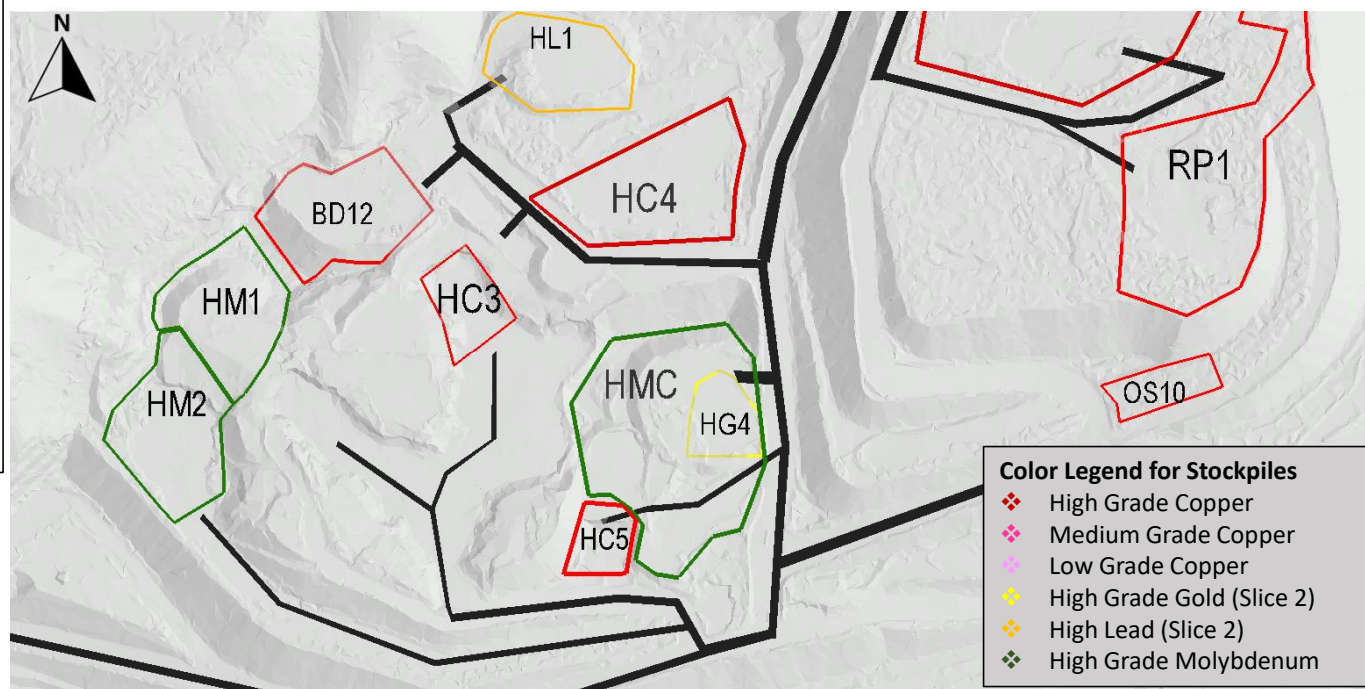 N
HL1
HC4
RP1
BD12
HM1
HC3
HM2
HMC
HG4
OS10
HC5
Color Legend for Stockpiles
High Grade Copper
Medium Grade Copper
Low Grade Copper
High Grade Gold (Slice 2)
High Lead (Slice 2)
High Grade Molybdenum